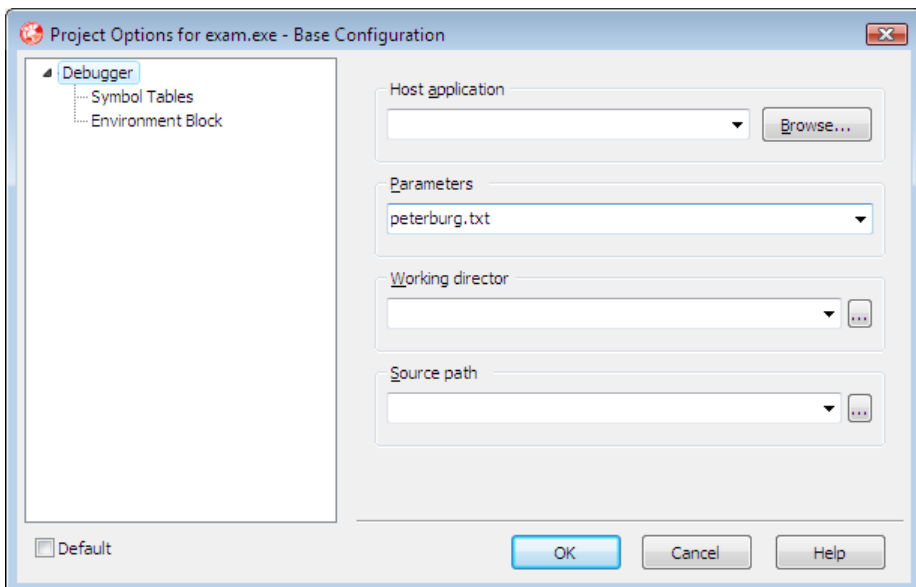 Project Options for exam.exe - Base Configuration
Debugger
Symbol Tables
Environment Block
Host application
Browse...
Parameters
peterburg.txt
Working director
...
Source path
...
Default
OK
Cancel
Help